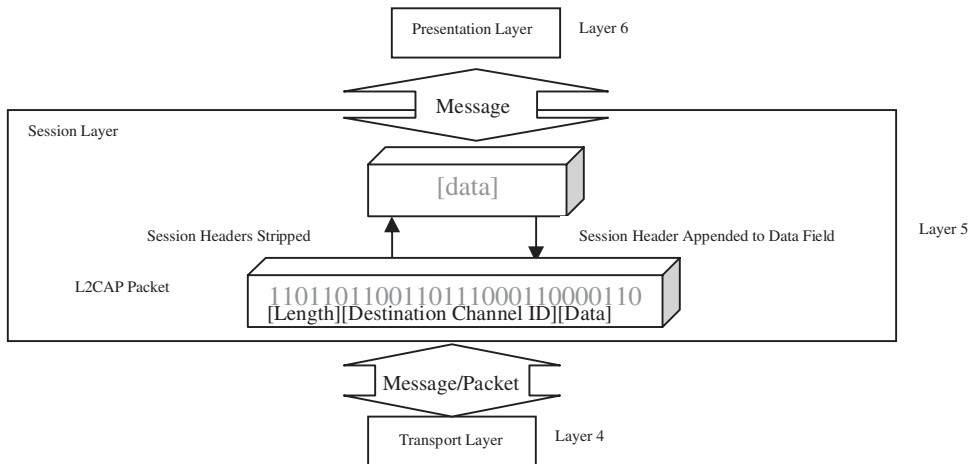 Presentation Layer
Layer 6
Message
Session Layer
[data]
Session Headers Stripped
Session Header Appended to Data Field
Layer 5
L2CAP Packet
1101101100110111000110000110
[Length][Destination Channel ID][Data]
Message/Packet
Transport Layer
Layer 4